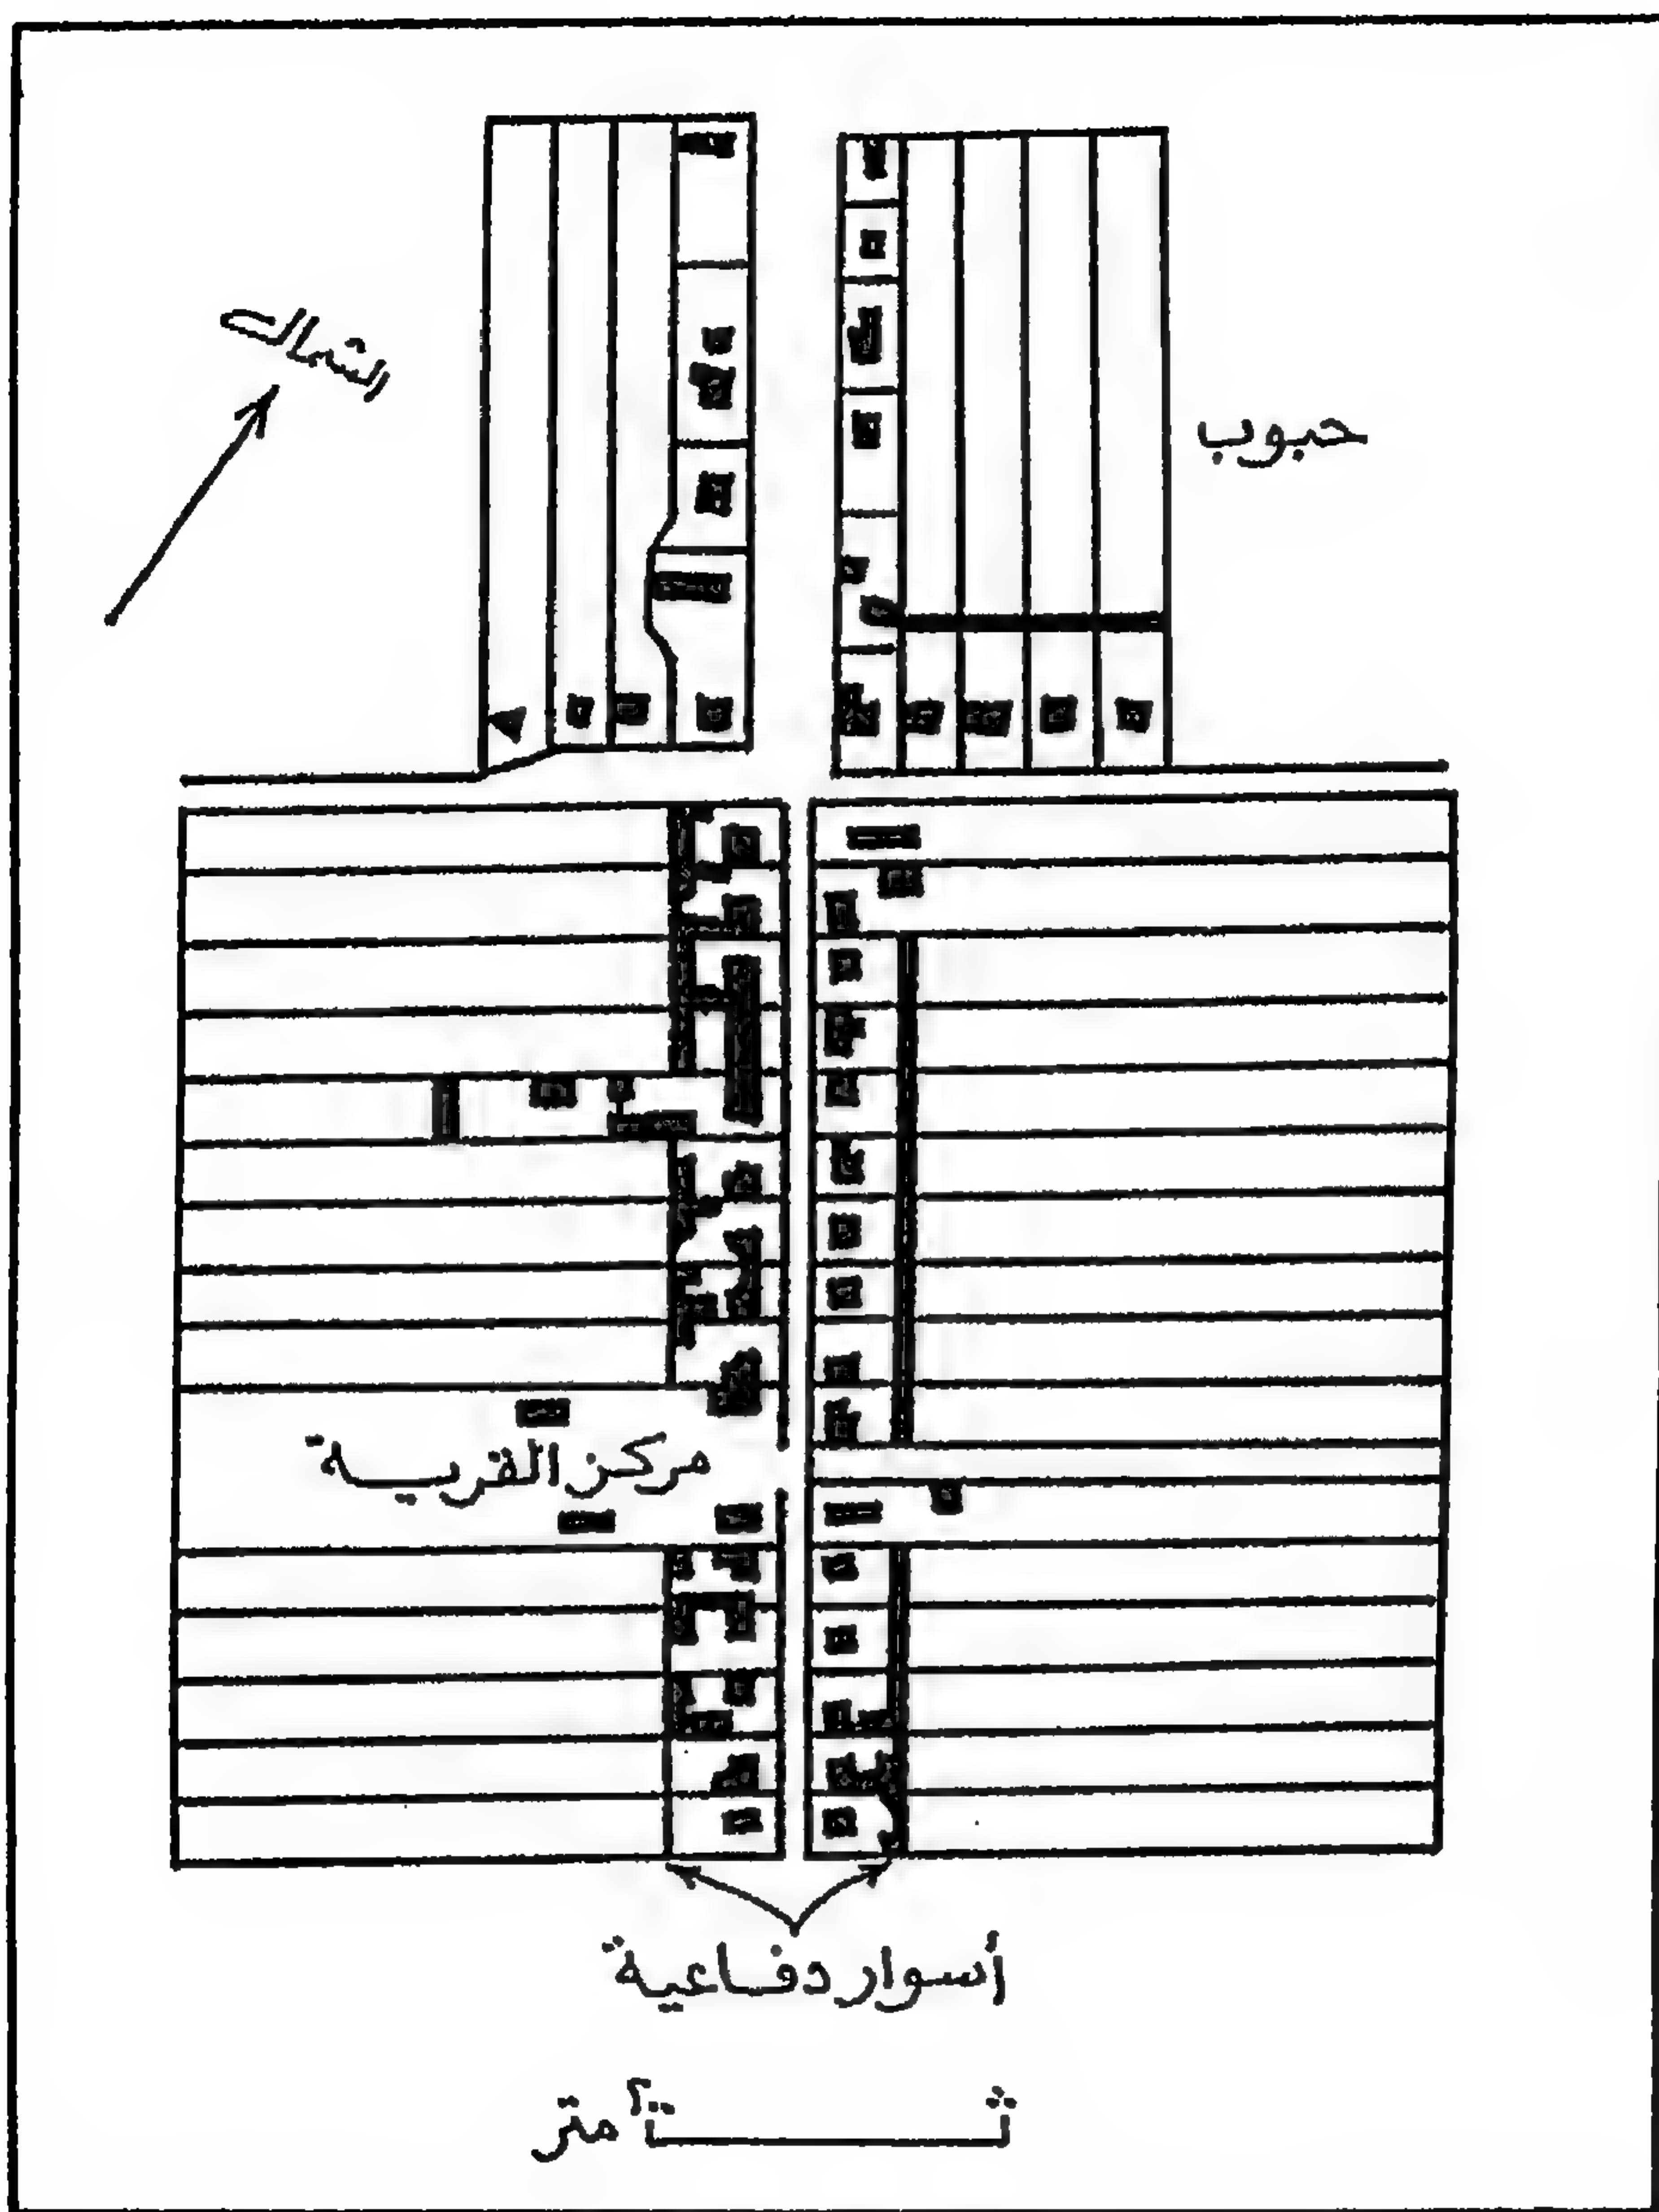 الشمال
حبوب
مركز القرية
أسوار دفاعية
متر